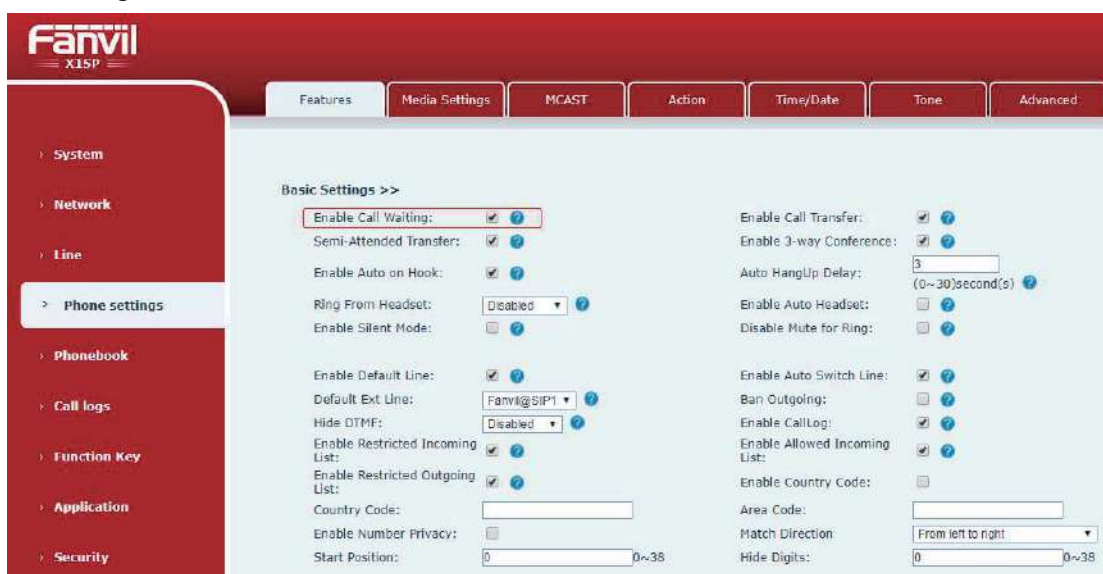 Fanvil
X1SP
Features Media Settings MCAST Action Time/Date Tone Advanced
› System
› Network
› Line
› Phone settings
› Phonebook
› Call logs
› Function Key
› Application
› Security
Basic Settings >>
Enable Call Waiting: Enable Call Transfer:
Semi-Attended Transfer: Enable 3-way Conference:
Enable Auto on Hook: Auto HangUp Delay: 3
(0~30)second(s)
Ring From Headset: Disabled Enable Auto Headset:
Enable Silent Mode: Disable Mute for Ring:
Enable Default Line: Enable Auto Switch Line:
Default Ext Line: Fanvil@SIP1 Ban Outgoing:
Hide DTMF: Disabled Enable CallLog:
Enable Restricted Incoming List: Enable Allowed Incoming List:
Enable Restricted Outgoing List: Enable Country Code:
Country Code: Area Code:
Enable Number Privacy: Match Direction From left to right
Start Position: 0 0~38 Hide Digits: 0 0~38